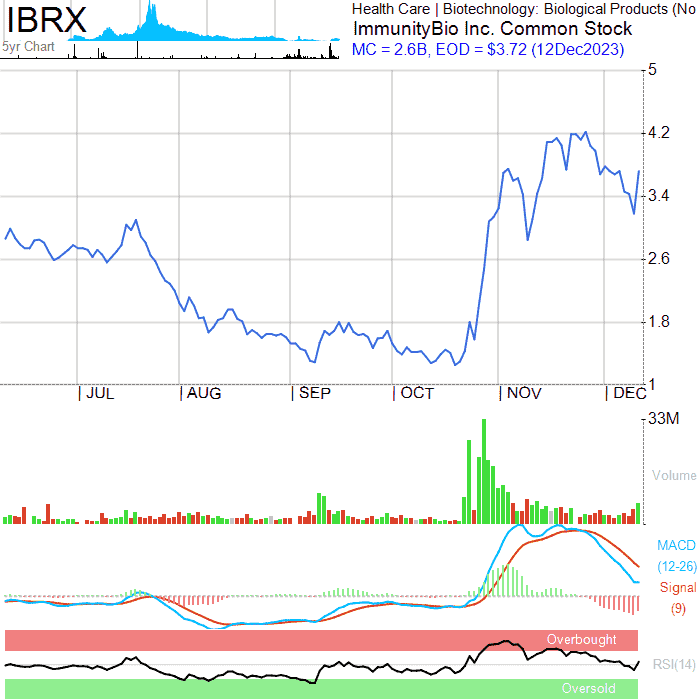 IBRX
5yr Chart
Health Care | Biotechnology: Biological Products (No
ImmunityBio Inc. Common Stock
MC = 2.6B, EOD = $3.72 (12Dec2023)
5
4.2
3.4
2.6
1.8
1
| JUL | AUG | SEP | OCT | NOV | DEC
33M
Volume
MACD
(12-26)
Signal
(9)
Overbought
RSI(14)
Oversold